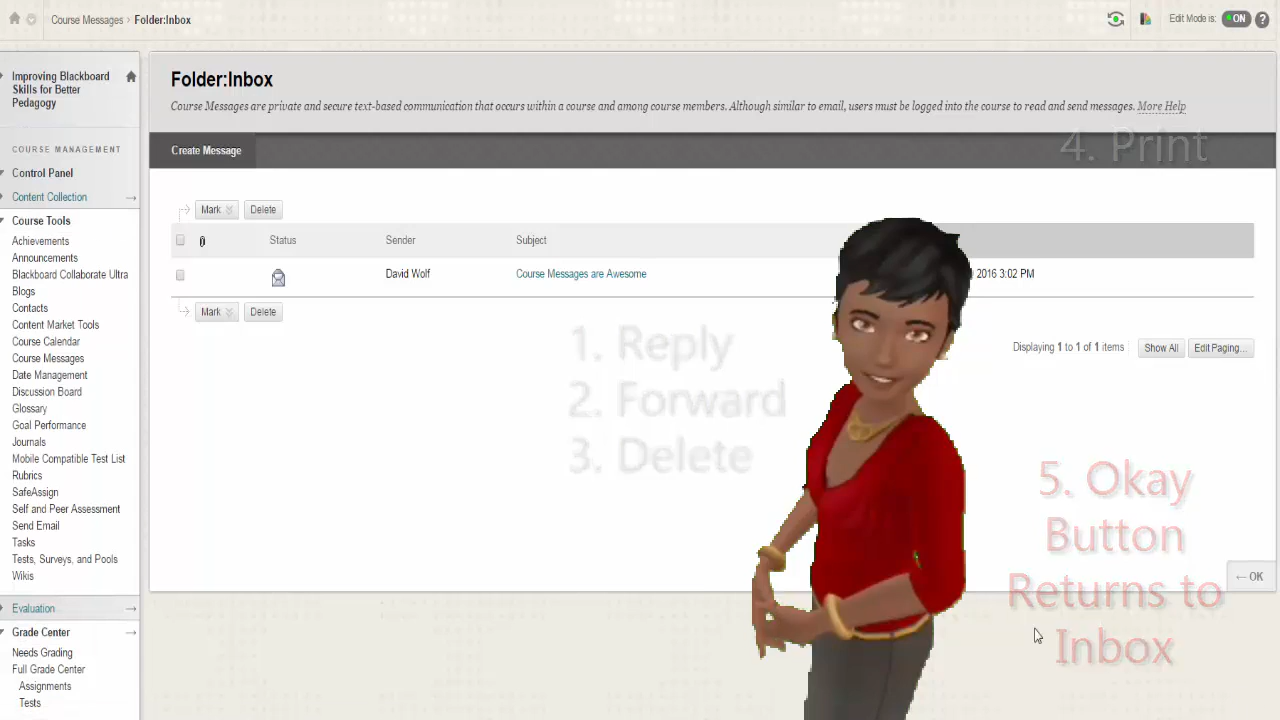 Course Messages › Folder:Inbox
Edit Mode is: ON ?
Improving Blackboard
Skills for Better
Pedagogy
COURSE MANAGEMENT
Control Panel
Content Collection
Course Tools
Achievements
Announcements
Blackboard Collaborate Ultra
Blogs
Contacts
Content Market Tools
Course Calendar
Course Messages
Date Management
Discussion Board
Glossary
Goal Performance
Journals
Mobile Compatible Test List
Rubrics
SafeAssign
Self and Peer Assessment
Send Email
Tasks
Tests, Surveys, and Pools
Wikis
Evaluation
Grade Center
Needs Grading
Full Grade Center
Assignments
Tests
Folder:Inbox
Course Messages are private and secure text-based communication that occurs within a course and among course members. Although similar to email, users must be logged into the course to read and send messages. More Help
Create Message
4. Print
Mark Delete
Status Sender Subject
David Wolf Course Messages are Awesome 2016 3:02 PM
Mark Delete
Displaying 1 to 1 of 1 items Show All Edit Paging...
1. Reply
2. Forward
3. Delete
5. Okay
Button
Returns to
Inbox
← OK